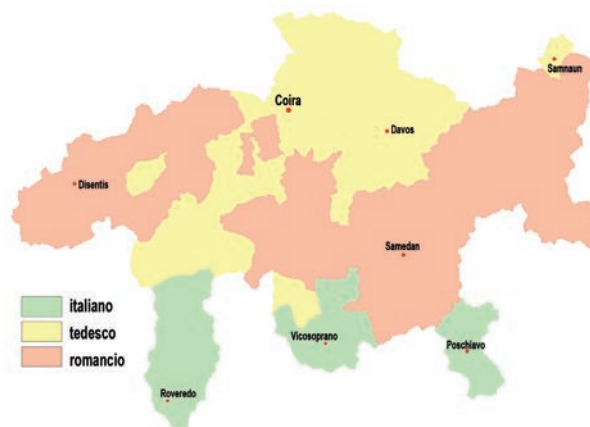 Samnaun
Coira
Davos
Disentis
Samedan
italiano
tedesco
romancio
Vicosoprano
Poschiavo
Roveredo